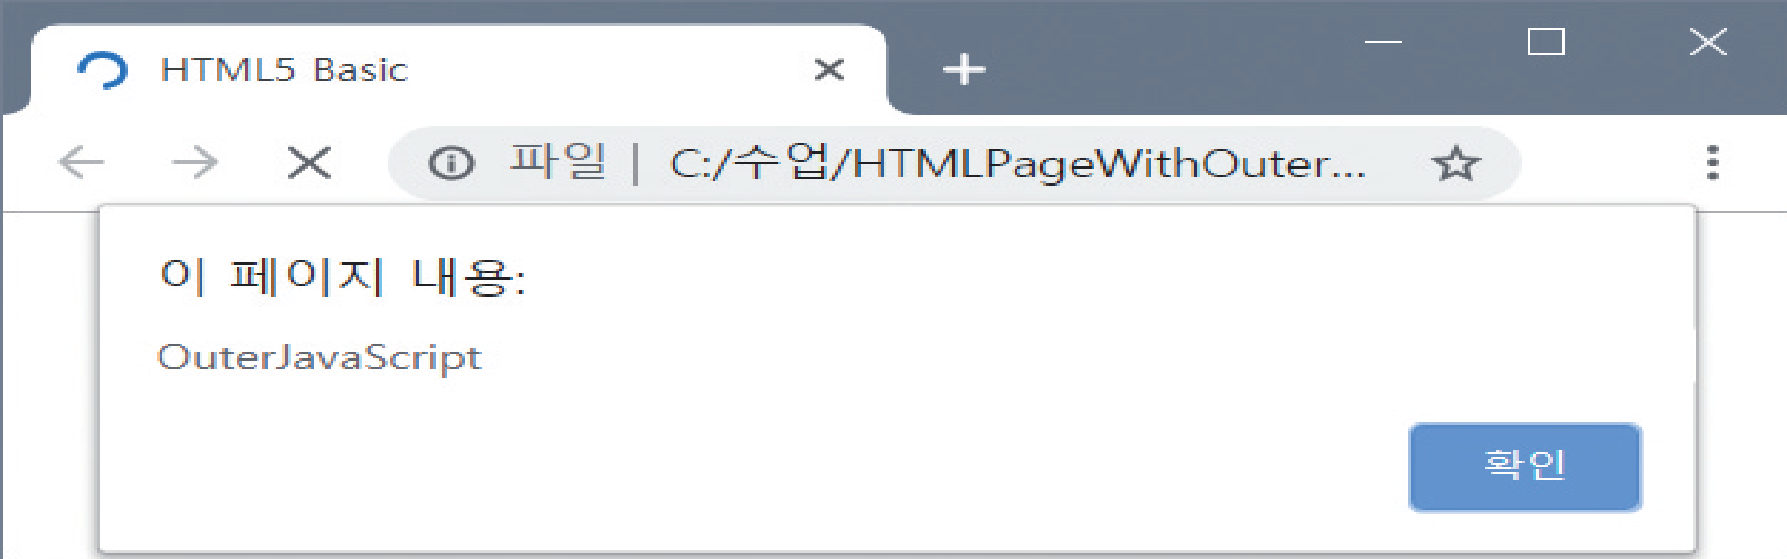 HTML5 Basic
파일 | C:/수업/HTMLPageWithOuter...
이 페이지 내용:
OuterJavaScript
확인